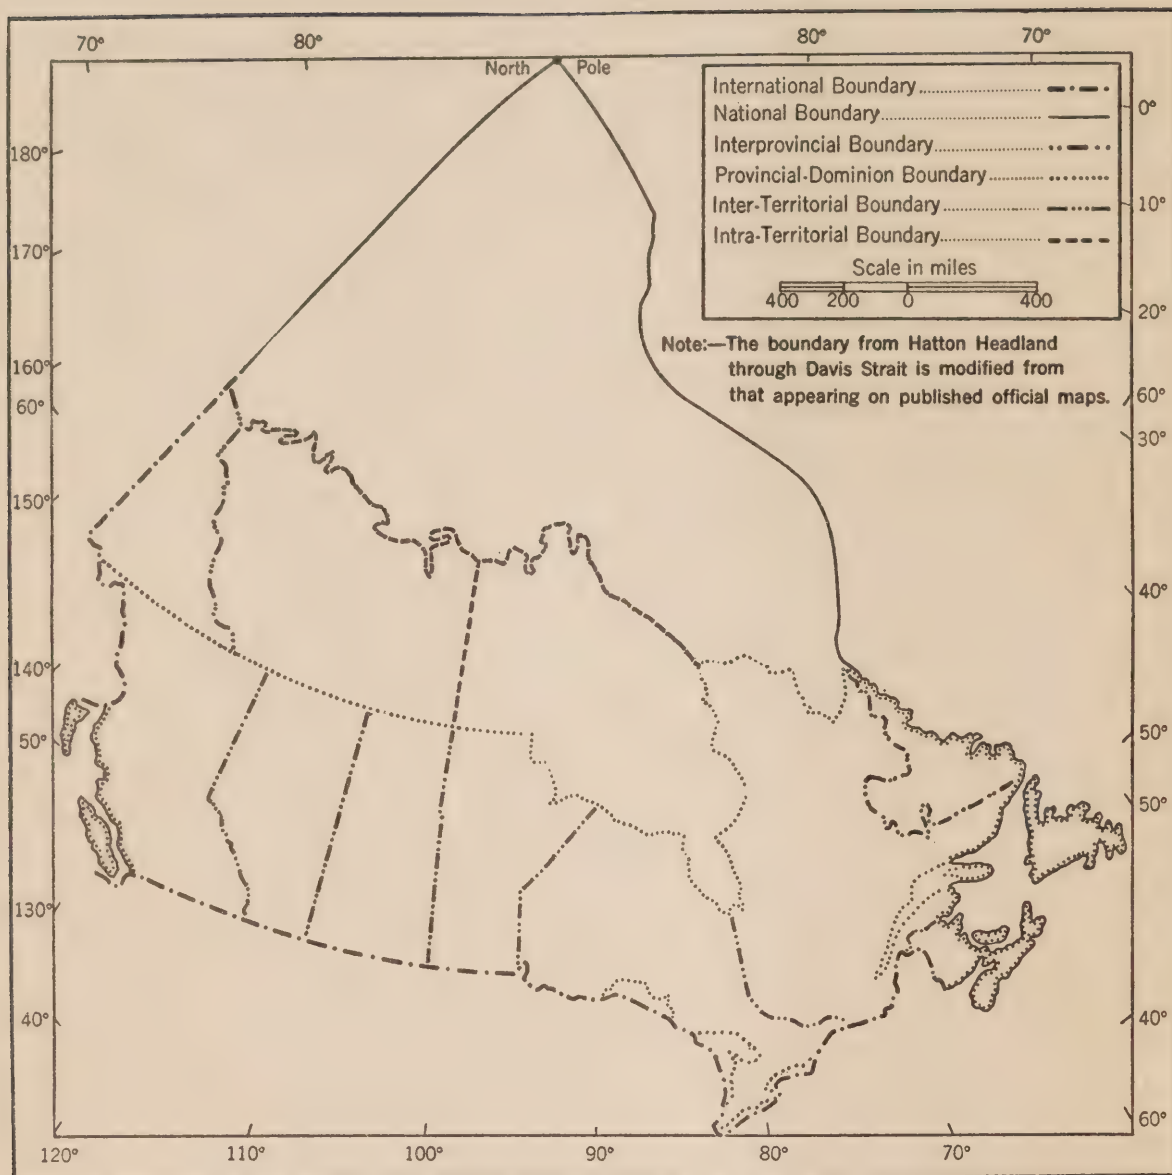 70° 80° 80° 70°
North Pole
International Boundary
National Boundary
Interprovincial Boundary
Provincial-Dominion Boundary
Inter-Territorial Boundary
Intra-Territorial Boundary
Scale in miles
400 200 0 400
Note:—The boundary from Hatton Headland
through Davis Strait is modified from
that appearing on published official maps.
180°
170°
160°
60°
150°
140°
50°
130°
40°
0°
10°
20°
60°
30°
40°
50°
50°
40°
60°
120° 110° 100° 90° 80° 70°